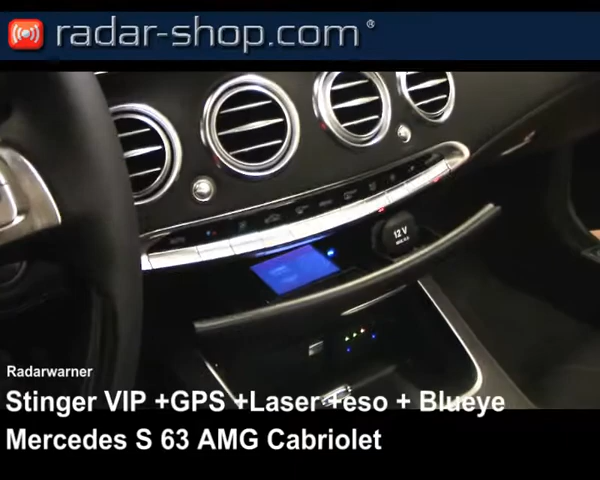 radar-shop.com®
12 V
Radarwarner
Stinger VIP +GPS +Laser +eso + Blueye
Mercedes S 63 AMG Cabriolet